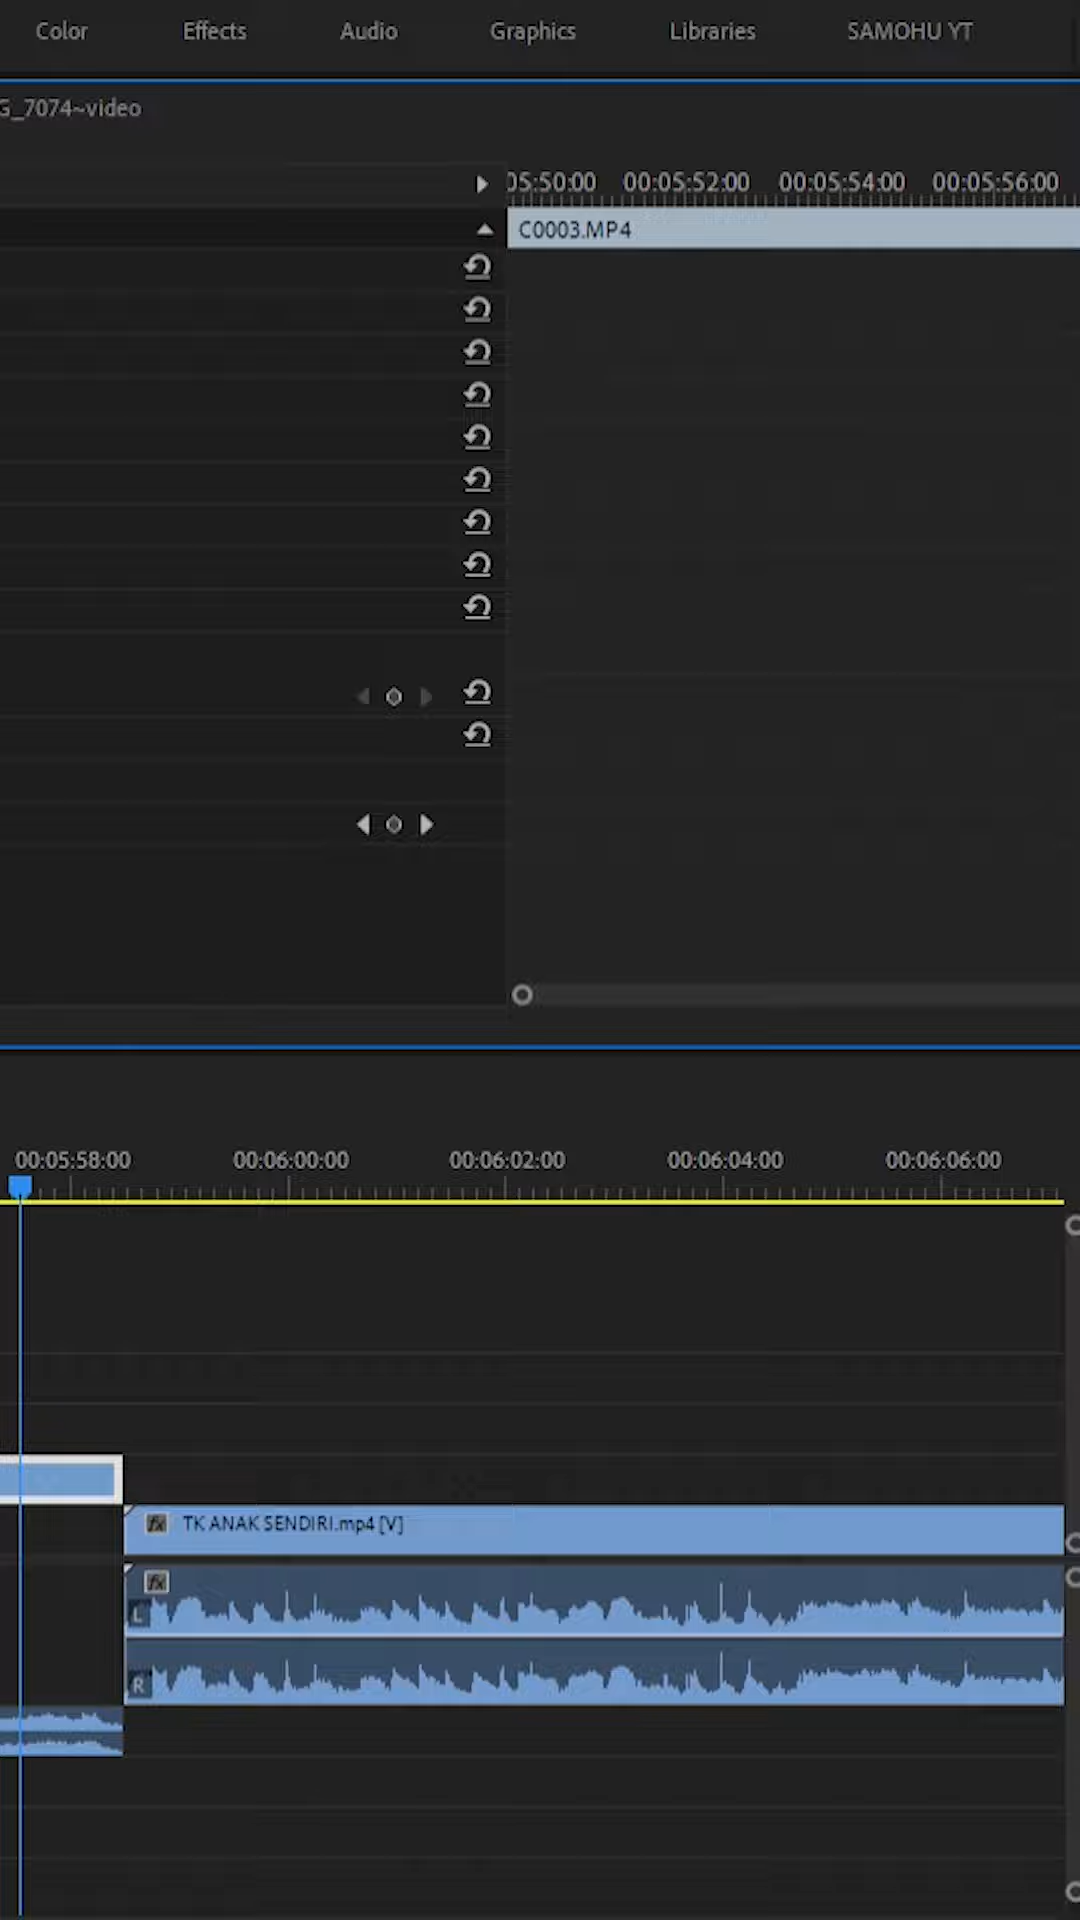 Color Effects Audio Graphics Libraries SAMOHU YT
G_7074~video
05:50:00 00:05:52:00 00:05:54:00 00:05:56:00
C0003.MP4
00:05:58:00 00:06:00:00 00:06:02:00 00:06:04:00 00:06:06:00
fx TK ANAK SENDIRI.mp4 [V]
fx
L
R